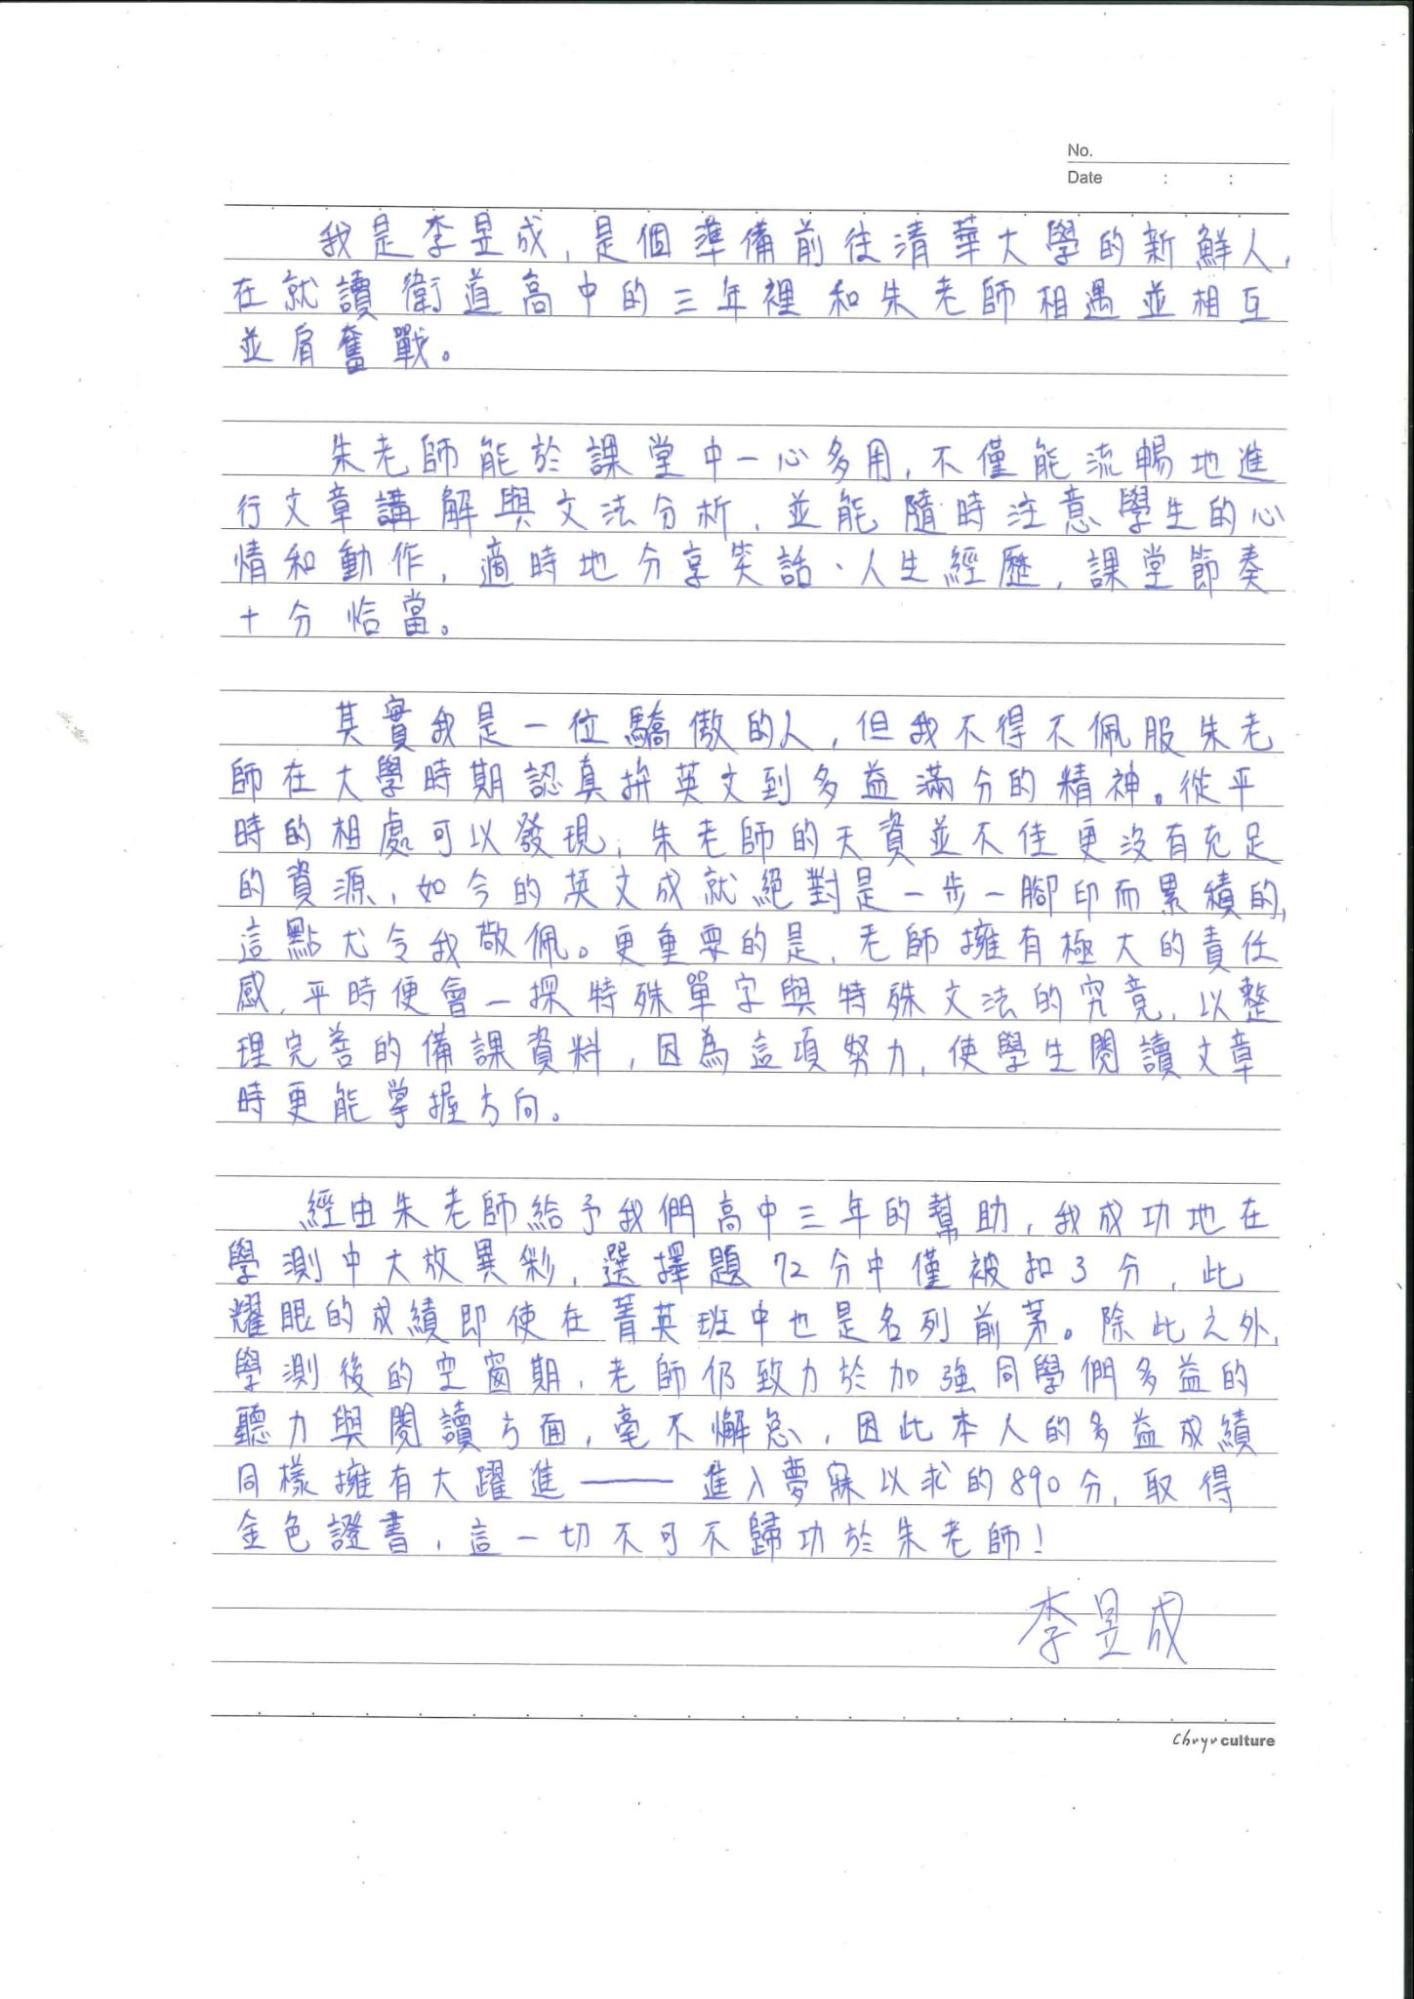 No.
Date : :
我是李昱成,是個準備前往清華大學的新鮮人,
在就讀衛道高中的三年裡和朱老師相遇並相互
並肩奮戰。
朱老師能於課堂中一心多用,不僅能流暢地進
行文章講解與文法分析,並能隨時注意學生的心
情和動作,適時地分享笑話、人生經歷,課堂節奏
十分恰當。
其實我是一位驕傲的人,但我不得不佩服朱老
師在大學時期認真拚英文到多益滿分的精神。從平
時的相處可以發現,朱老師的天資並不佳更沒有充足
的資源,如今的英文成就絕對是一步一腳印而累積的,
這點尤令我敬佩。更重要的是,老師擁有極大的責任
感,平時便會一探特殊單字與特殊文法的究竟,以整
理完善的備課資料,因為這項努力,使學生閱讀文章
時更能掌握方向。
經由朱老師給予我們高中三年的幫助,我成功地在
學測中大放異彩,選擇題72分中僅被扣3分,此
耀眼的成績即使在菁英班中也是名列前茅。除此之外,
學測後的空窗期,老師仍致力於加強同學們多益的
聽力與閱讀方面,毫不懈怠,因此本人的多益成績
同樣擁有大躍進——進入夢寐以求的890分,取得
金色證書,這一切不可不歸功於朱老師!
李昱成
Chuyu culture